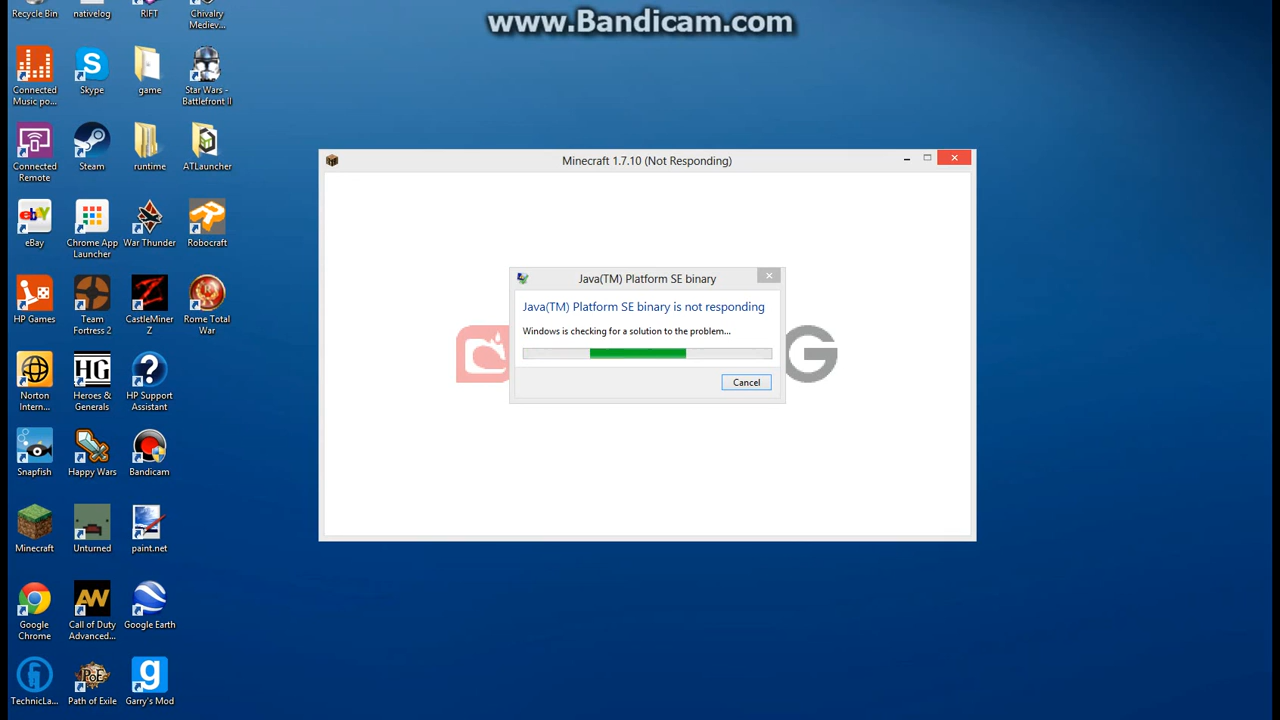 www.Bandicam.com
Recycle Bin
nativelog
RIFT
Chivalry
Mediev...
Connected
Music po...
Skype
game
Star Wars -
Battlefront II
Connected
Remote
Steam
runtime
ATLauncher
eBay
Chrome App
Launcher
War Thunder
Robocraft
HP Games
Team
Fortress 2
CastleMiner
Z
Rome Total
War
Norton
Intern...
HG
Heroes &
Generals
HP Support
Assistant
Snapfish
Happy Wars
Bandicam
Minecraft
Unturned
paint.net
Google
Chrome
AW
Call of Duty
Advanced...
Google Earth
TechnicLa...
PoE
Path of Exile
g
Garry's Mod
Minecraft 1.7.10 (Not Responding)
Java(TM) Platform SE binary
Java(TM) Platform SE binary is not responding
Windows is checking for a solution to the problem...
Cancel
G